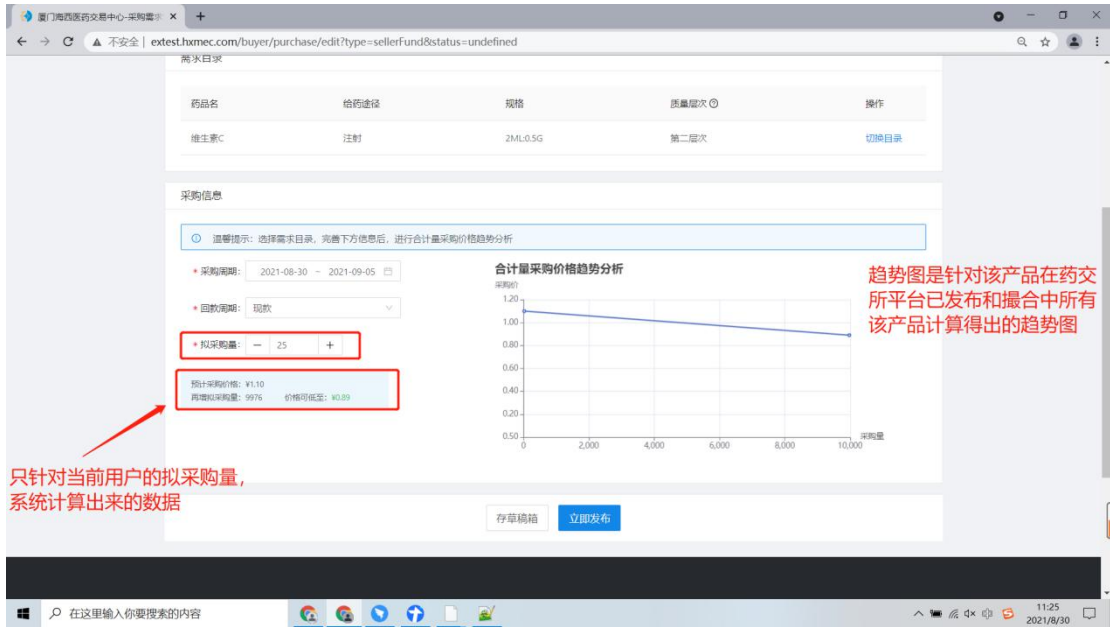 厦门海西医药交易中心-采购需求
不安全 | extest.hxmec.com/buyer/purchase/edit?type=sellerFund&status=undefined
需求目录
药品名 给药途径 规格 质量层次 操作
维生素C 注射 2ML:0.5G 第二层次 切换目录
采购信息
温馨提示：选择需求目录，完善下方信息后，进行合计量采购价格趋势分析
* 采购周期： 2021-08-30 ~ 2021-09-05
* 回款周期： 现款
* 拟采购量： － 25 ＋
预计采购价格：¥1.10
再增拟采购量：9976 价格可低至：¥0.89
合计量采购价格趋势分析
采购价
1.20
1.00
0.80
0.60
0.40
0.20
0.50
0 2,000 4,000 6,000 8,000 10,000
采购量
趋势图是针对该产品在药交
所平台已发布和撮合中所有
该产品计算得出的趋势图
只针对当前用户的拟采购量，
系统计算出来的数据
存草稿箱 立即发布
在这里输入你要搜索的内容
11:25
2021/8/30